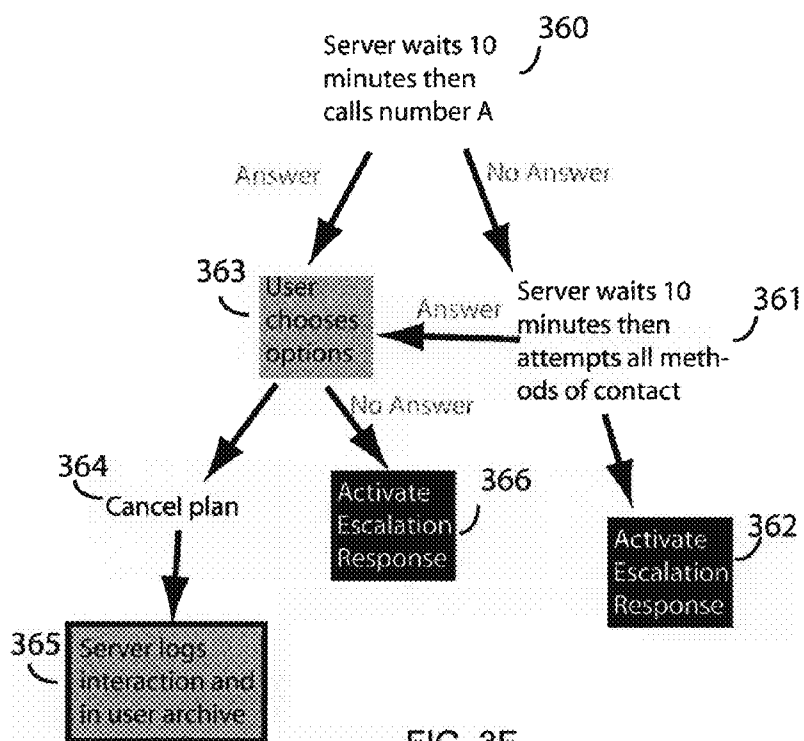 360
Server waits 10
minutes then
calls number A
Answer
No Answer
363
User
chooses
options
Answer
Server waits 10
minutes then
attempts all meth-
ods of contact
361
No Answer
364
Cancel plan
Activate
Escalation
Response
366
Activate
Escalation
Response
362
365
Server logs
interaction and
in user archive